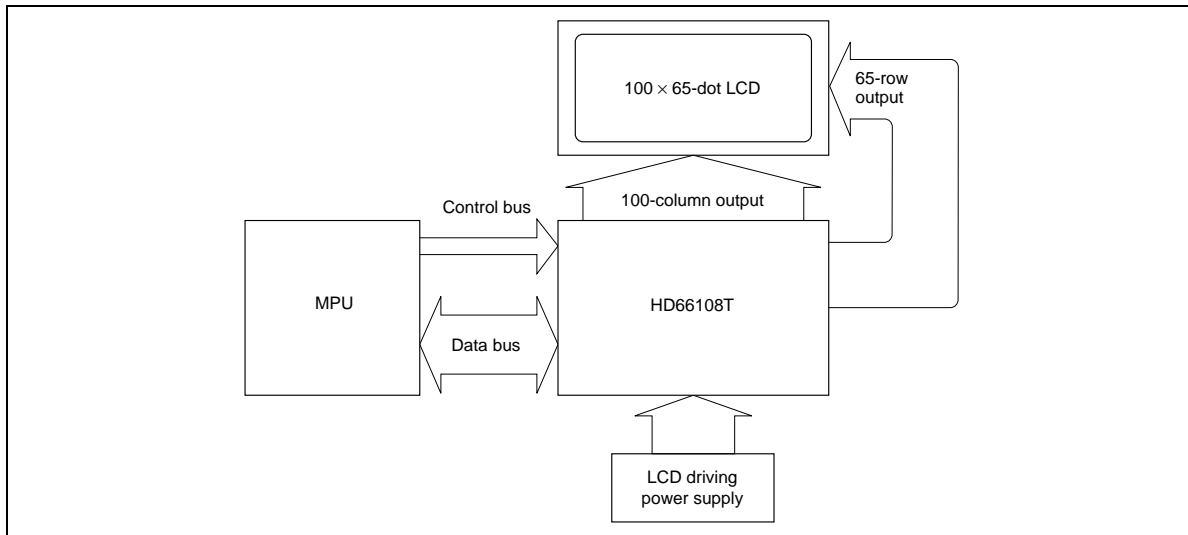 100 × 65-dot LCD
65-row
output
100-column output
Control bus
MPU
HD66108T
Data bus
LCD driving
power supply